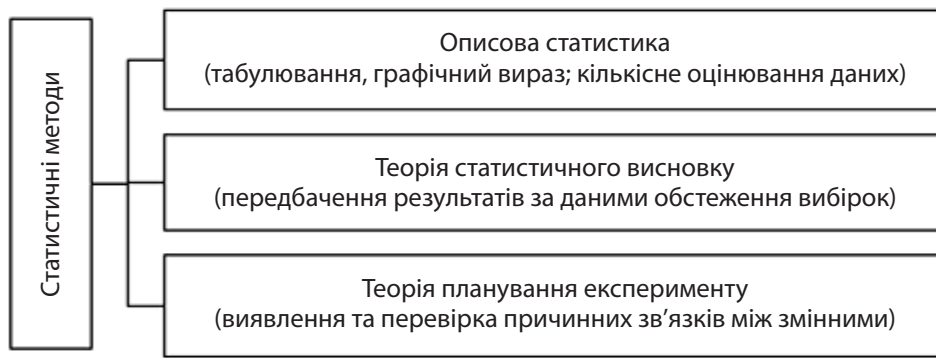 Статистичні методи
Описова статистика
(табулювання, графічний вираз; кількісне оцінювання даних)
Теорія статистичного висновку
(передбачення результатів за даними обстеження вибірок)
Теорія планування експерименту
(виявлення та перевірка причинних зв’язків між змінними)